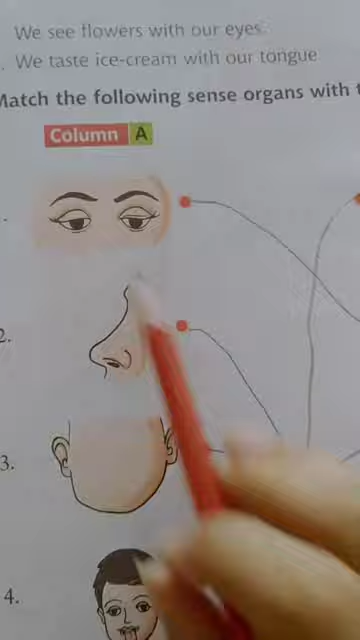 We see flowers with our eyes.
We taste ice-cream with our tongue
Match the following sense organs with
Column A
2.
3.
4.